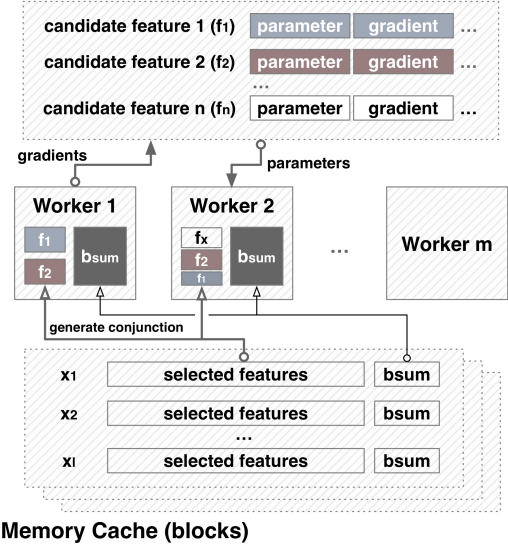 candidate feature 1 (f1) parameter gradient ...
candidate feature 2 (f2) parameter gradient ...
...
candidate feature n (fn) parameter gradient ...
gradients
parameters
Worker 1
f1
f2
bsum
Worker 2
fx
f2
f1
bsum
...
Worker m
generate conjunction
x1 selected features bsum
x2 selected features bsum
...
xl selected features bsum
Memory Cache (blocks)